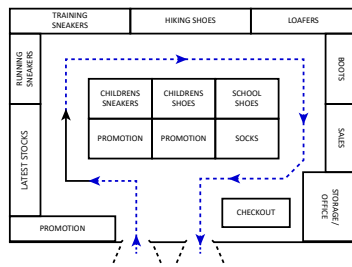 TRAINING
SNEAKERS
HIKING SHOES
LOAFERS
RUNNING
SNEAKERS
BOOTS
CHILDRENS
SNEAKERS
CHILDRENS
SHOES
SCHOOL
SHOES
PROMOTION
PROMOTION
SOCKS
SALES
LATEST STOCKS
STORAGE/
OFFICE
CHECKOUT
PROMOTION